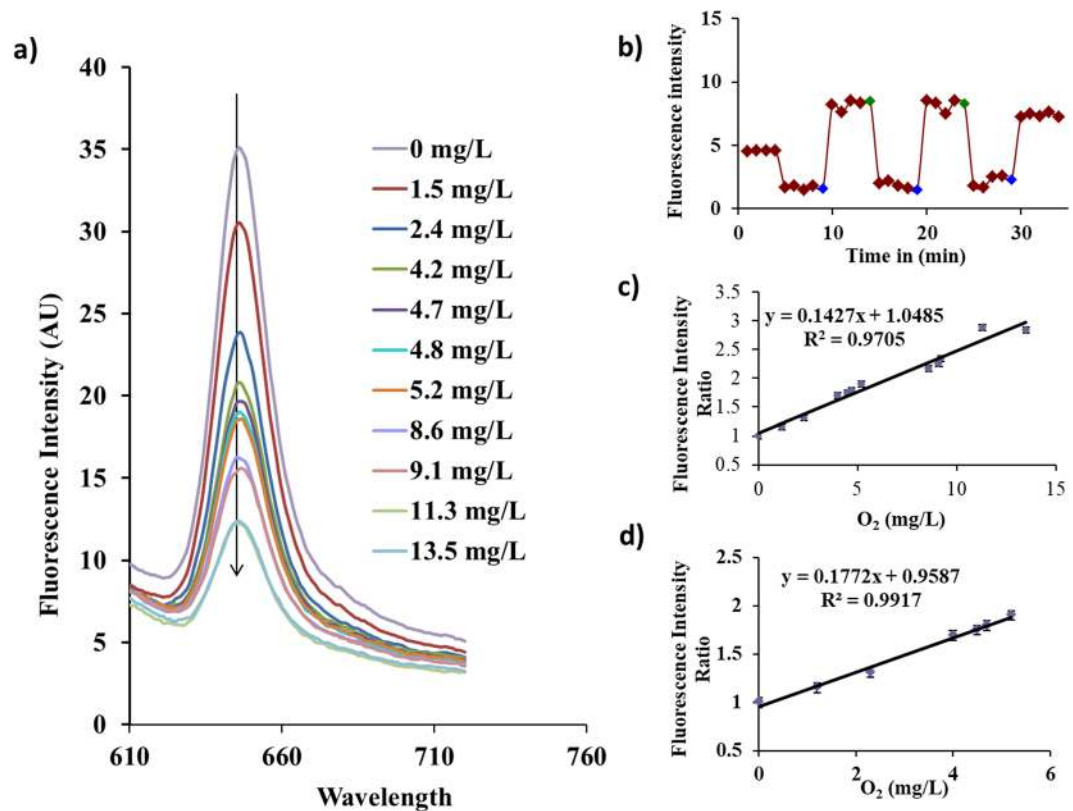 a)
Fluorescence Intensity (AU)
40
35
30
25
20
15
10
5
0
610
660
710
760
Wavelength
0 mg/L
1.5 mg/L
2.4 mg/L
4.2 mg/L
4.7 mg/L
4.8 mg/L
5.2 mg/L
8.6 mg/L
9.1 mg/L
11.3 mg/L
13.5 mg/L
b)
Fluorescence intensity
15
10
5
0
0
10
20
30
Time in (min)
c)
Fluorescence Intensity
Ratio
3.5
3
2.5
2
1.5
1
0.5
y = 0.1427x + 1.0485
R² = 0.9705
0
5
10
15
O₂ (mg/L)
d)
Fluorescence Intensity
Ratio
2.5
2
1.5
1
0.5
y = 0.1772x + 0.9587
R² = 0.9917
0
2
4
6
O₂ (mg/L)